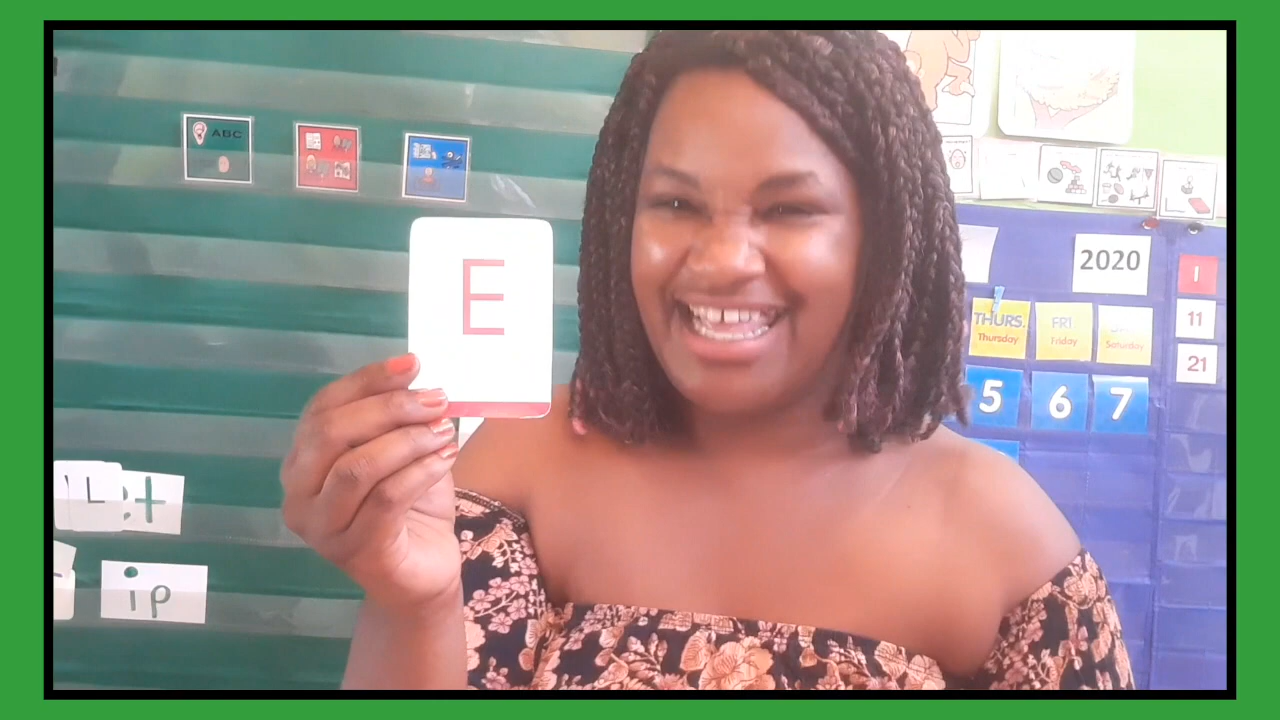 ABC
E
2020
1
THURS.
Thursday
FRI.
Friday
Saturday
11
21
5
6
7
L
t
ip